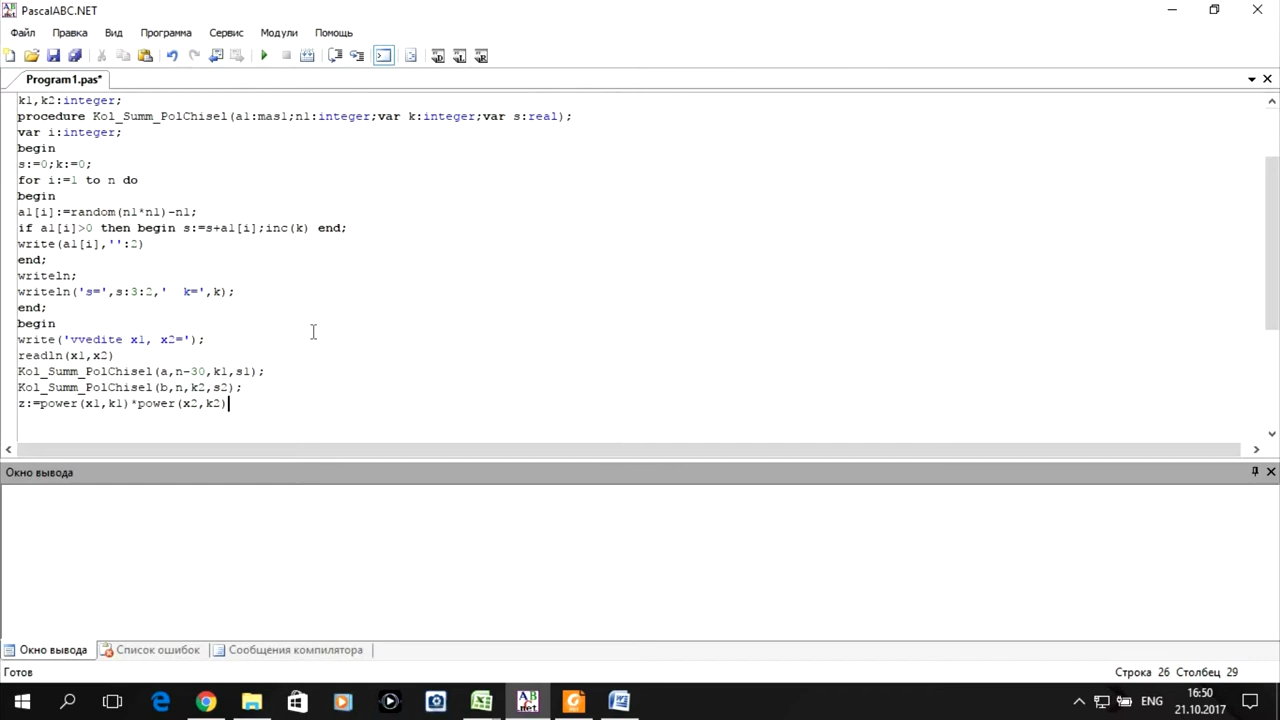 PascalABC.NET
Файл Правка Вид Программа Сервис Модули Помощь
Program1.pas*
k1,k2:integer;
procedure Kol_Summ_PolChisel(a1:mas1;n1:integer;var k:integer;var s:real);
var i:integer;
begin
s:=0;k:=0;
for i:=1 to n do
begin
a1[i]:=random(n1*n1)-n1;
if a1[i]>0 then begin s:=s+a1[i];inc(k) end;
write(a1[i],'':2)
end;
writeln;
writeln('s=',s:3:2,'  k=',k);
end;
begin
write('vvedite x1, x2=');
readln(x1,x2)
Kol_Summ_PolChisel(a,n-30,k1,s1);
Kol_Summ_PolChisel(b,n,k2,s2);
z:=power(x1,k1)*power(x2,k2)
Окно вывода
Окно вывода Список ошибок Сообщения компилятора
Готов Строка 26 Столбец 29
ENG 16:50
21.10.2017